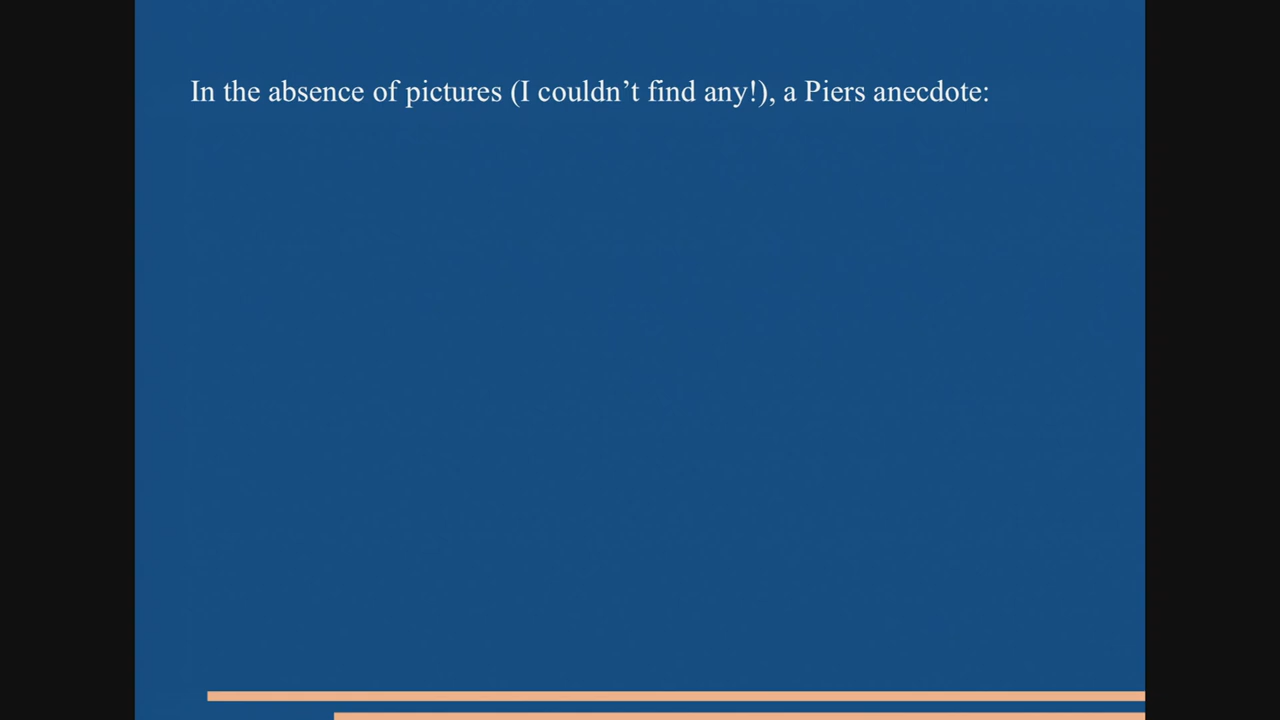 In the absence of pictures (I couldn’t find any!), a Piers anecdote: